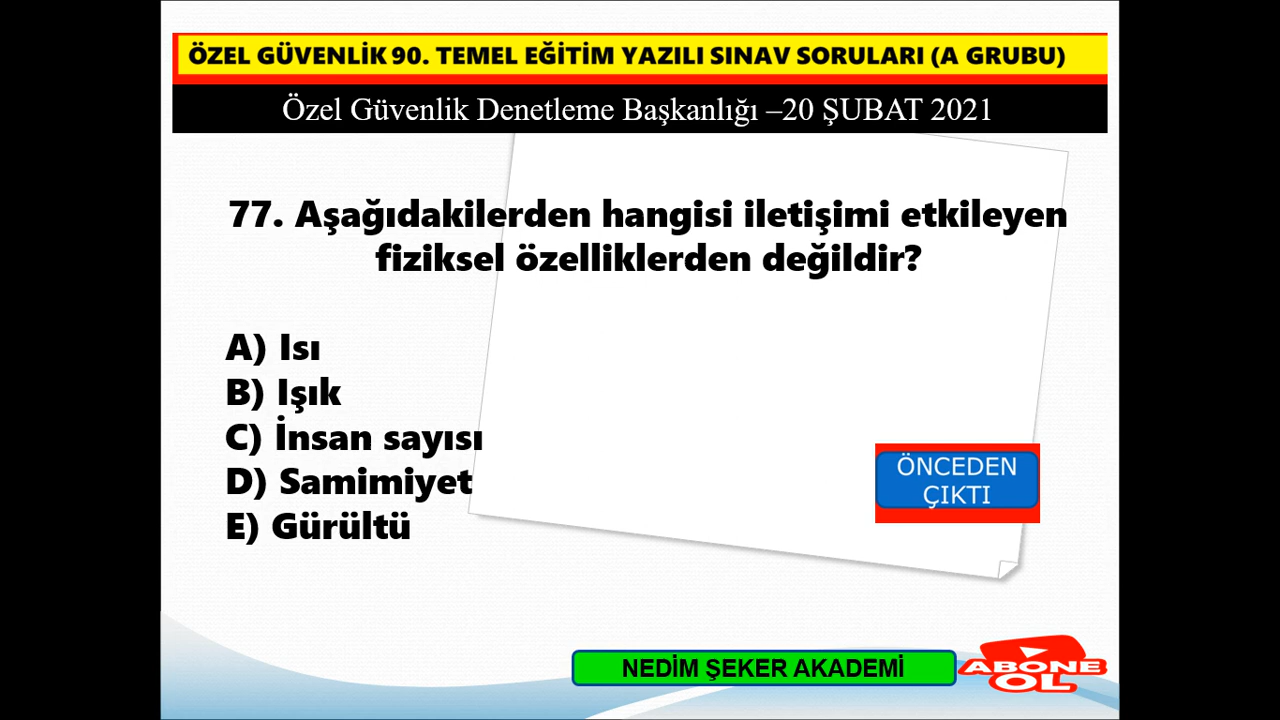 ÖZEL GÜVENLİK 90. TEMEL EĞİTİM YAZILI SINAV SORULARI (A GRUBU)
Özel Güvenlik Denetleme Başkanlığı –20 ŞUBAT 2021
77. Aşağıdakilerden hangisi iletişimi etkileyen
fiziksel özelliklerden değildir?
A) Isı
B) Işık
C) İnsan sayısı
D) Samimiyet
E) Gürültü
ÖNCEDEN
ÇIKTI
NEDİM ŞEKER AKADEMİ
ABONE
OL